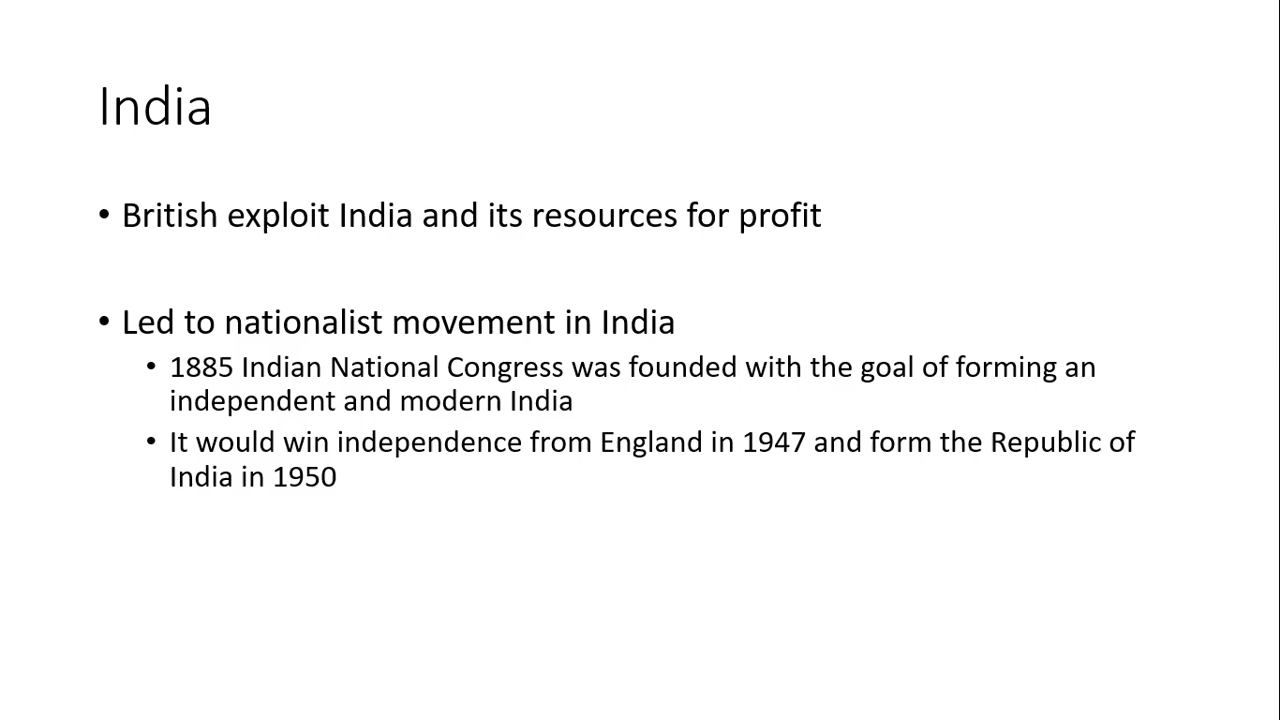 India
• British exploit India and its resources for profit
• Led to nationalist movement in India
• 1885 Indian National Congress was founded with the goal of forming an
independent and modern India
• It would win independence from England in 1947 and form the Republic of
India in 1950